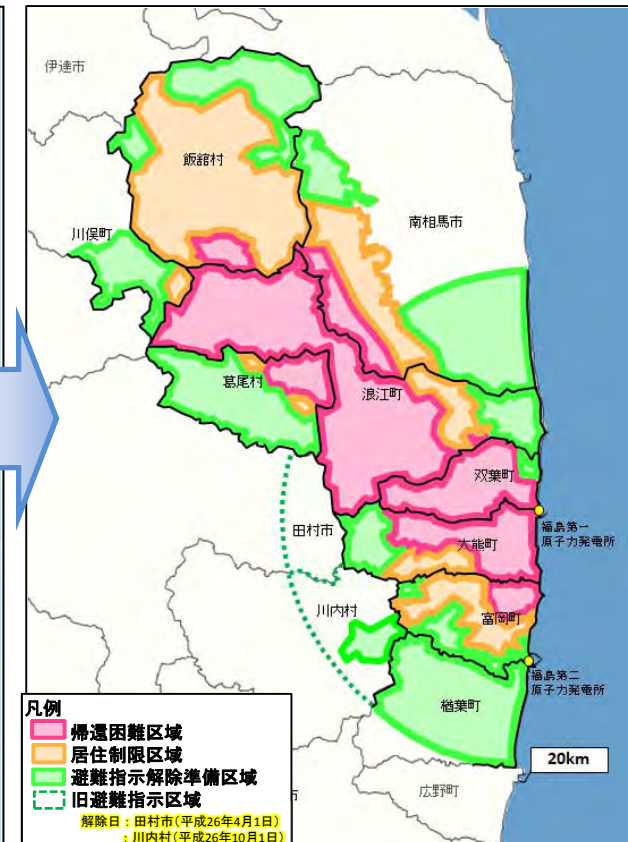 伊達市
飯舘村
南相馬市
川俣町
葛尾村
浪江町
双葉町
福島第一
原子力発電所
田村市
大熊町
川内村
富岡町
福島第二
原子力発電所
楢葉町
20km
広野町
市
凡例
帰還困難区域
居住制限区域
避難指示解除準備区域
旧避難指示区域
解除日：田村市(平成26年4月1日)
：川内村(平成26年10月1日)